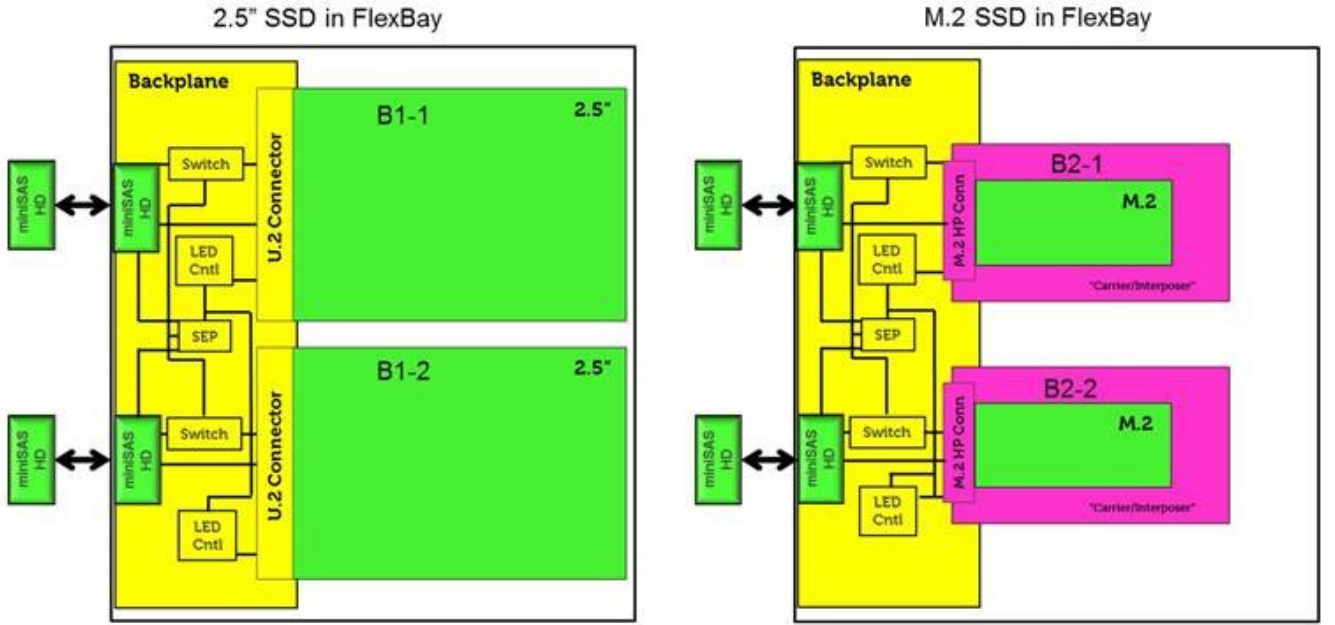 2.5” SSD in FlexBay
Backplane
B1-1
2.5”
Switch
miniSAS
HD
miniSAS
HD
U.2 Connector
LED
Cntl
SEP
B1-2
2.5”
miniSAS
HD
miniSAS
HD
Switch
U.2 Connector
LED
Cntl
M.2 SSD in FlexBay
Backplane
Switch
B2-1
miniSAS
HD
miniSAS
HD
M.2 HP Conn
M.2
LED
Cntl
"Carrier/Interposer"
SEP
B2-2
miniSAS
HD
miniSAS
HD
Switch
M.2 HP Conn
M.2
LED
Cntl
"Carrier/Interposer"